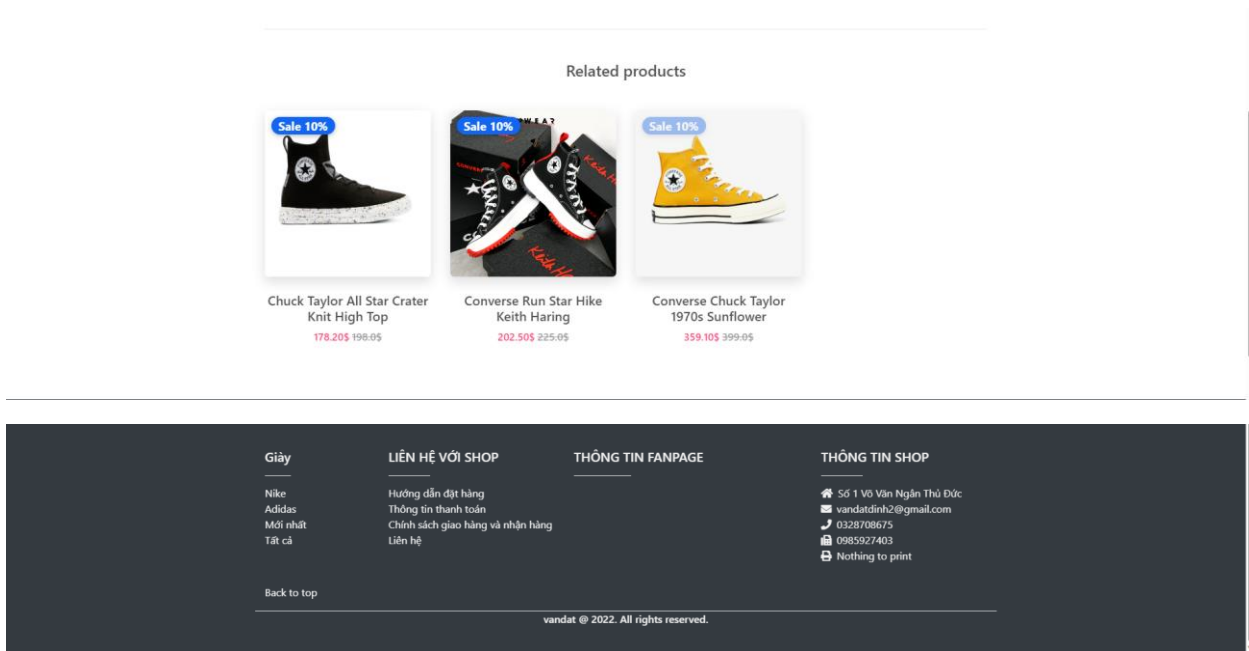 Related products
Sale 10%
Sale 10%
Sale 10%
Chuck Taylor All Star Crater
Knit High Top
178.20$ 198.0$
Converse Run Star Hike
Keith Haring
202.50$ 225.0$
Converse Chuck Taylor
1970s Sunflower
359.10$ 399.0$
Giày
Nike
Adidas
Mới nhất
Tất cả
LIÊN HỆ VỚI SHOP
Hướng dẫn đặt hàng
Thông tin thanh toán
Chính sách giao hàng và nhận hàng
Liên hệ
THÔNG TIN FANPAGE
THÔNG TIN SHOP
Số 1 Võ Văn Ngân Thủ Đức
vandatdinh2@gmail.com
0328708675
0985927403
Nothing to print
Back to top
vandat @ 2022. All rights reserved.